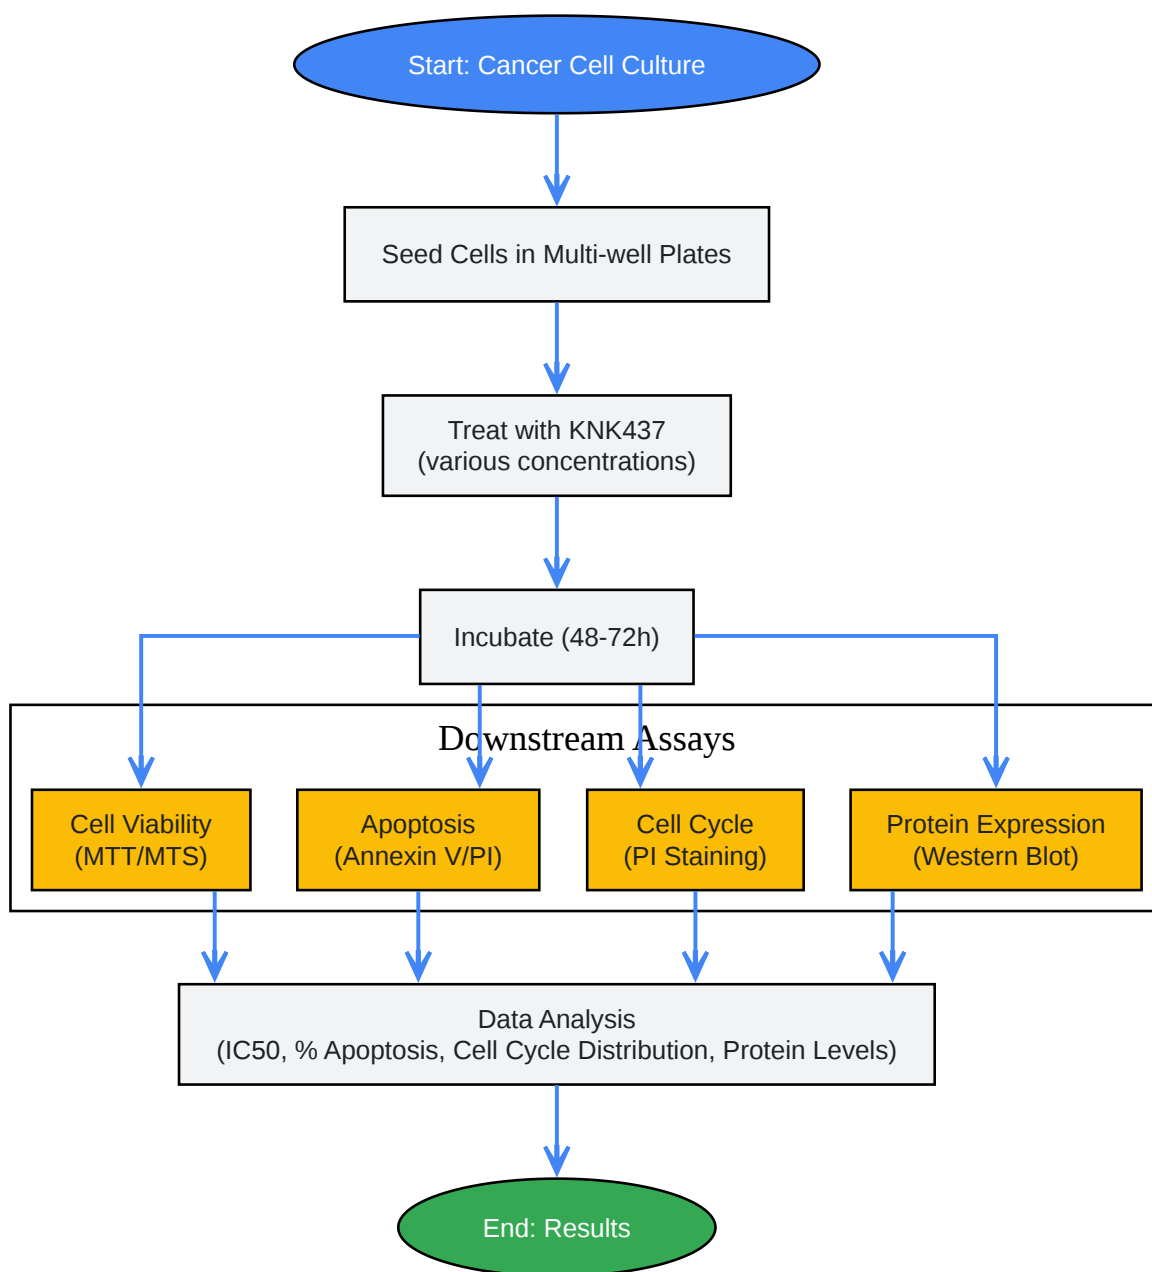 Start: Cancer Cell Culture
Seed Cells in Multi-well Plates
Treat with KNK437
(various concentrations)
Incubate (48-72h)
Downstream Assays
Cell Viability
(MTT/MTS)
Apoptosis
(Annexin V/PI)
Cell Cycle
(PI Staining)
Protein Expression
(Western Blot)
Data Analysis
(IC50, % Apoptosis, Cell Cycle Distribution, Protein Levels)
End: Results